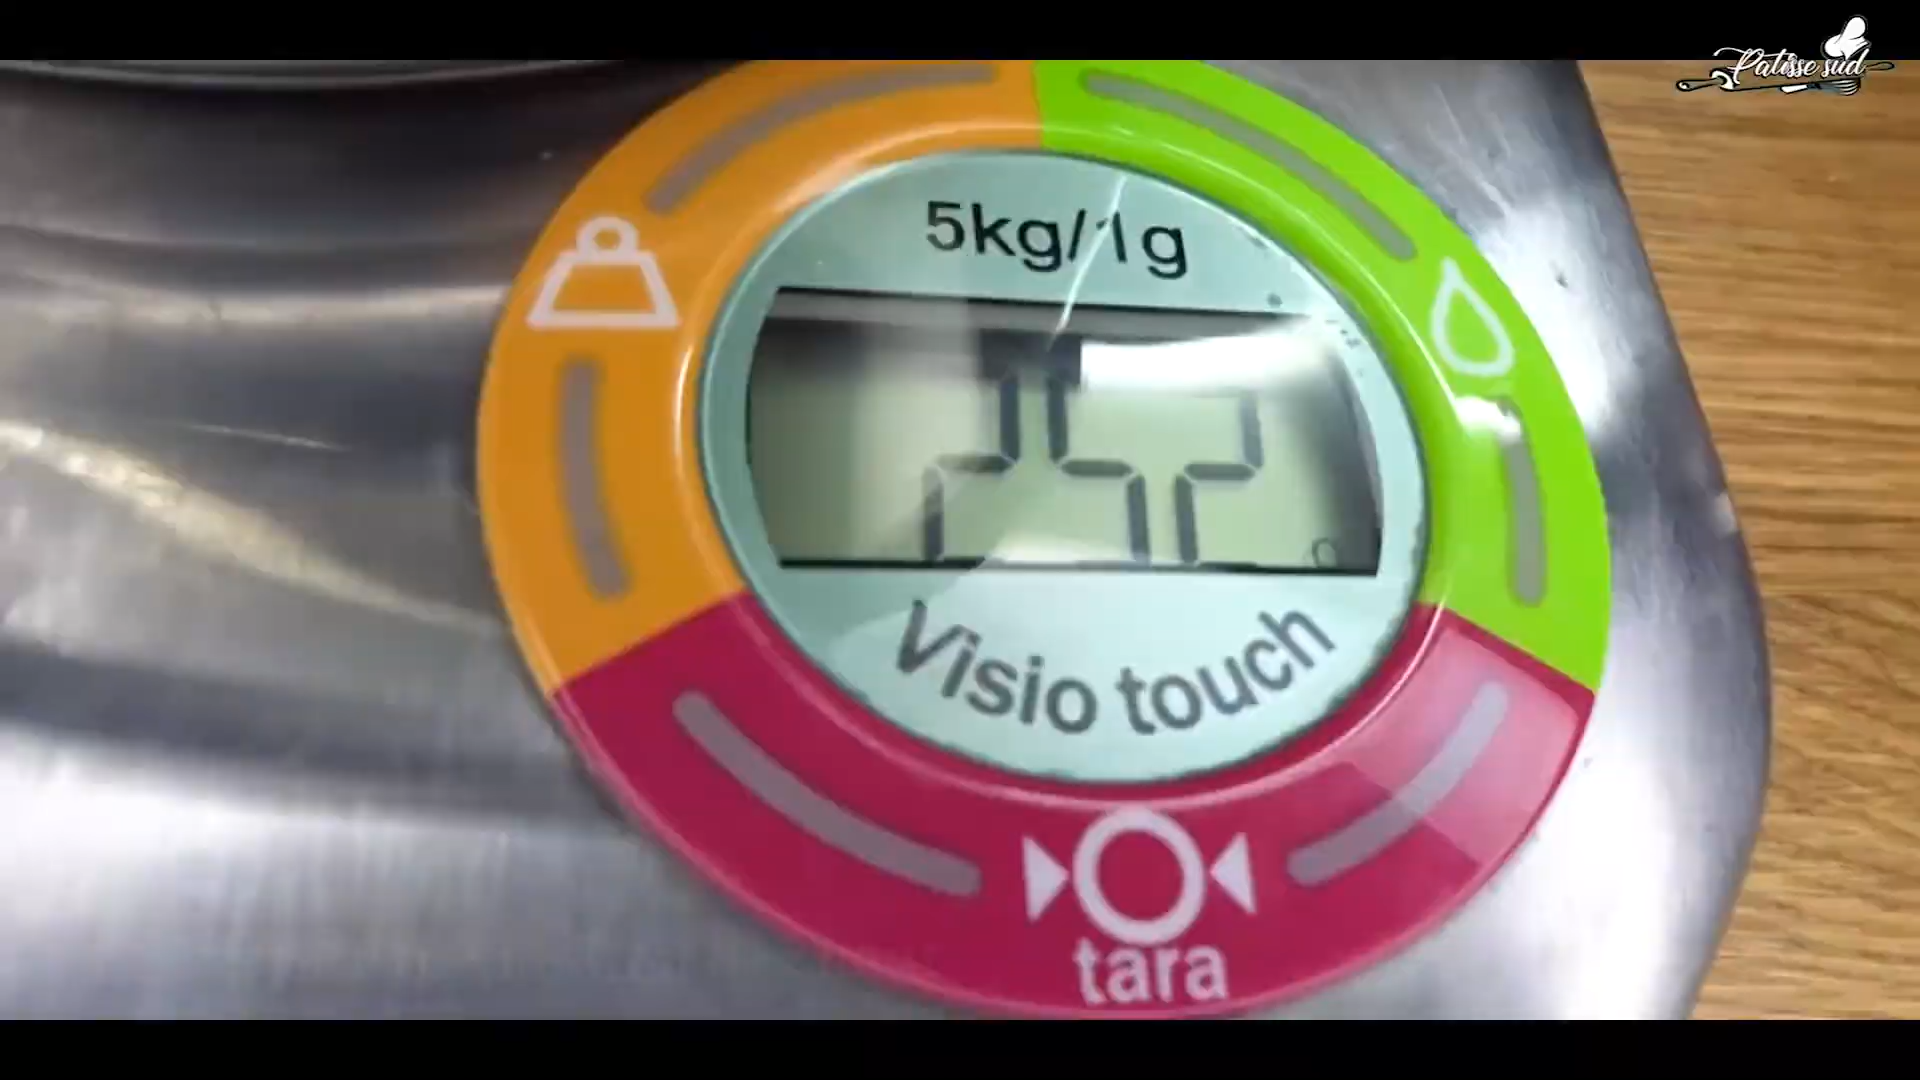 Patisse sud
5kg/1g
252
g
Visio touch
tara